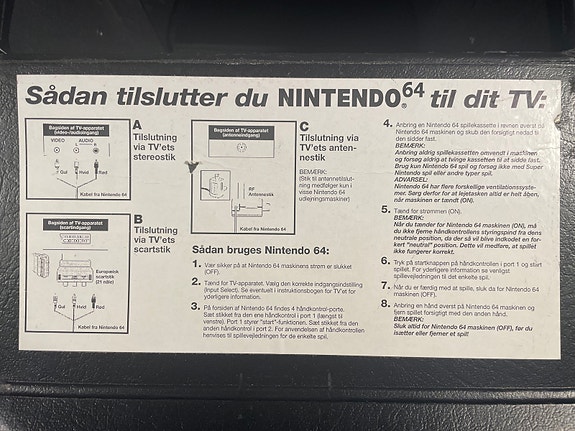 Sådan tilslutter du NINTENDO®64 til dit TV:
Bagsiden af TV-apparatet
(video-/audioindgang)
VIDEO
AUDIO
Gul
Hvid
Rød
Kabel fra Nintendo 64
A
Tilslutning
via TV'ets
stereostik
Bagsiden af TV-apparatet
(scartindgang)
Europæisk
scartstik
(21 nåle)
Gul
Hvid
Rød
Kabel fra Nintendo 64
B
Tilslutning
via TV'ets
scartstik
Bagsiden af TV-apparatet
(antenneindgang)
RF
Antennestik
Kabel fra Nintendo 64
C
Tilslutning
via TV'ets
anten-
nestik
BEMÆRK:
(Stik til antennetilslut-
ning medfølger kun i
visse Nintendo 64
udlejningsmaskiner)
Sådan bruges Nintendo 64:
1. Vær sikker på at Nintendo 64 maskinens strøm er slukket
(OFF).
2. Tænd for TV-apparatet. Vælg den korrekte indgangsindstilling
(Input Select). Se eventuelt i instruktionsbogen for TV'et for
yderligere information.
3. På forsiden af Nintendo 64 findes 4 håndkontrol-porte.
Sæt stikket fra den ene håndkontrol i port 1 (længst til
venstre). Port 1 styrer "start"-funktionen. Sæt stikket fra den
anden håndkontrol i port 2. For anvendelsen af håndkontrollen
henvises til spillevejledningen for de enkelte spil.
4. Anbring en Nintendo 64 spillekassette i revnen øverst på
Nintendo 64 maskinen og skub den forsigtigt nedad til
den sidder fast.
BEMÆRK:
Anbring aldrig spillekassetten omvendt i maskinen
og forsøg aldrig at tvinge kassetten til at sidde fast.
Brug kun Nintendo 64 spil og forsøg ikke med Super
Nintendo spil eller andre typer spil.
ADVARSEL:
Nintendo 64 har flere forskellige ventilationssyste-
mer. Sørg derfor for at lejetasken altid er helt åben,
når maskinen er tændt (ON).
5. Tænd for strømmen (ON).
BEMÆRK:
Når du tænder for Nintendo 64 maskinen (ON), må
du ikke fjerne håndkontrollens styringspind fra dens
neutrale position, da der så vil blive indkodet en for-
kert "neutral" position. Dette vil medføre, at spillet
ikke fungerer korrekt.
6. Tryk på startknappen på håndkontrollen i port 1 og start
spillet. For yderligere information se venligst
spillevejledningen til de enkelte spil.
7. Når du er færdig med at spille, sluk da for Nintendo 64
maskinen (OFF).
8. Anbring en hånd øverst på Nintendo 64 maskinen og
fjern spillet forsigtigt med den anden hånd.
BEMÆRK:
Sluk altid for Nintendo 64 maskinen (OFF), før du
isætter eller fjerner et spil!